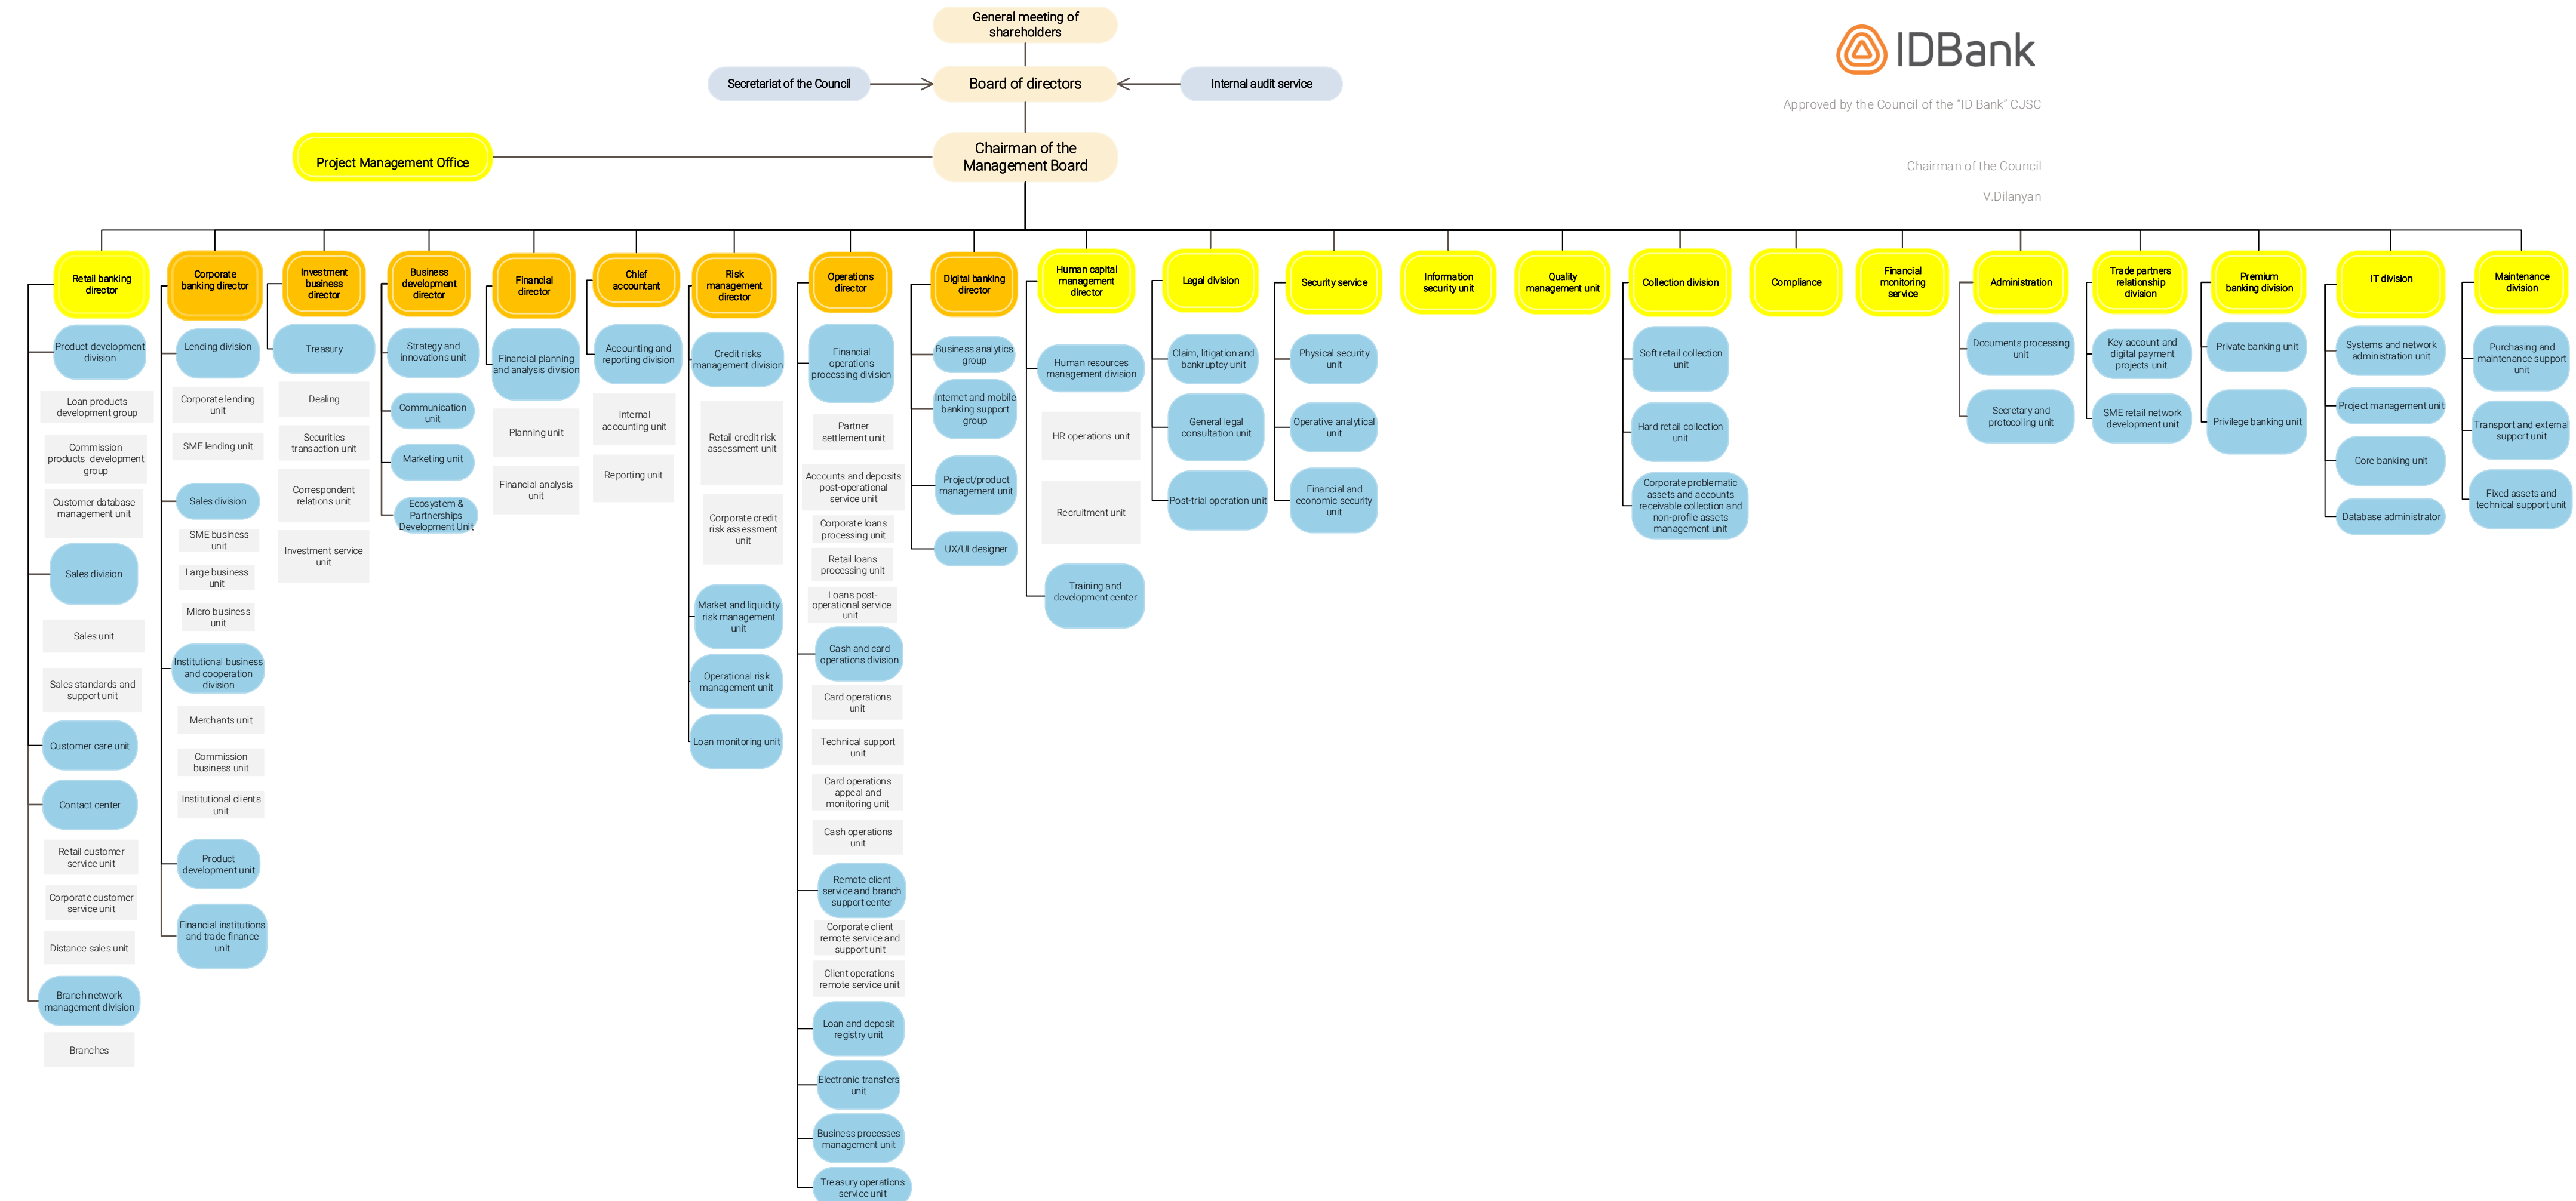 General meeting of
shareholders
IDBank
Secretariat of the Council
Board of directors
Internal audit service
Approved by the Council of the “ID Bank” CJSC
Project Management Office
Chairman of the
Management Board
Chairman of the Council
____________________ V.Dilanyan
Retail banking
director
Product development
division
Loan products
development group
Commission
products development
group
Customer database
management unit
Sales division
Sales unit
Sales standards and
support unit
Customer care unit
Contact center
Retail customer
service unit
Corporate customer
service unit
Distance sales unit
Branch network
management division
Branches
Corporate
banking director
Lending division
Corporate lending
unit
SME lending unit
Sales division
SME business
unit
Large business
unit
Micro business
unit
Institutional business
and cooperation
division
Merchants unit
Commission
business unit
Institutional clients
unit
Product
development unit
Financial institutions
and trade finance
unit
Investment
business
director
Treasury
Dealing
Securities
transaction unit
Correspondent
relations unit
Investment service
unit
Business
development
director
Strategy and
innovations unit
Communication
unit
Marketing unit
Ecosystem &
Partnerships
Development Unit
Financial
director
Financial planning
and analysis division
Planning unit
Financial analysis
unit
Chief
accountant
Accounting and
reporting division
Internal
accounting unit
Reporting unit
Risk
management
director
Credit risks
management division
Retail credit risk
assessment unit
Corporate credit
risk assessment
unit
Market and liquidity
risk management
unit
Operational risk
management unit
Loan monitoring unit
Operations
director
Financial
operations
processing division
Partner
settlement unit
Accounts and deposits
post-operational
service unit
Corporate loans
processing unit
Retail loans
processing unit
Loans post-
operational service
unit
Cash and card
operations division
Card operations
unit
Technical support
unit
Card operations
appeal and
monitoring unit
Cash operations
unit
Remote client
service and branch
support center
Corporate client
remote service and
support unit
Client operations
remote service unit
Loan and deposit
registry unit
Electronic transfers
unit
Business processes
management unit
Treasury operations
service unit
Digital banking
director
Business analytics
group
Internet and mobile
banking support
group
Project/product
management unit
UX/UI designer
Human capital
management
director
Human resources
management division
HR operations unit
Recruitment unit
Training and
development center
Legal division
Claim, litigation and
bankruptcy unit
General legal
consultation unit
Post-trial operation unit
Security service
Physical security
unit
Operative analytical
unit
Financial and
economic security
unit
Information
security unit
Quality
management unit
Collection division
Soft retail collection
unit
Hard retail collection
unit
Corporate problematic
assets and accounts
receivable collection and
non-profile assets
management unit
Compliance
Financial
monitoring
service
Administration
Documents processing
unit
Secretary and
protocoling unit
Trade partners
relationship
division
Key account and
digital payment
projects unit
SME retail network
development unit
Premium
banking division
Private banking unit
Privilege banking unit
IT division
Systems and network
administration unit
Project management unit
Core banking unit
Database administrator
Maintenance
division
Purchasing and
maintenance support
unit
Transport and external
support unit
Fixed assets and
technical support unit